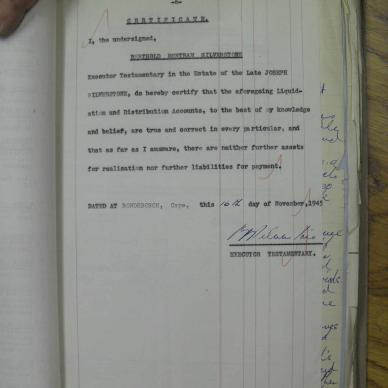 -6-
CERTIFICATE.
I, the undersigned,
BERTHOLD BERTRAM SILVERSTONE
Executor Testamentary in the Estate of the Late JOSEPH
SILVERSTONE, do hereby certify that the aforegoing Liquid-
ation and Distribution Accounts, to the best of my knowledge
and belief, are true and correct in every particular, and
that as far as I amaware, there are neither further assets
for realisation nor further liabilities for payment.
DATED AT RONDEBOSCH, Cape, this 10th day of November, 1945
EXECUTOR TESTAMENTARY.